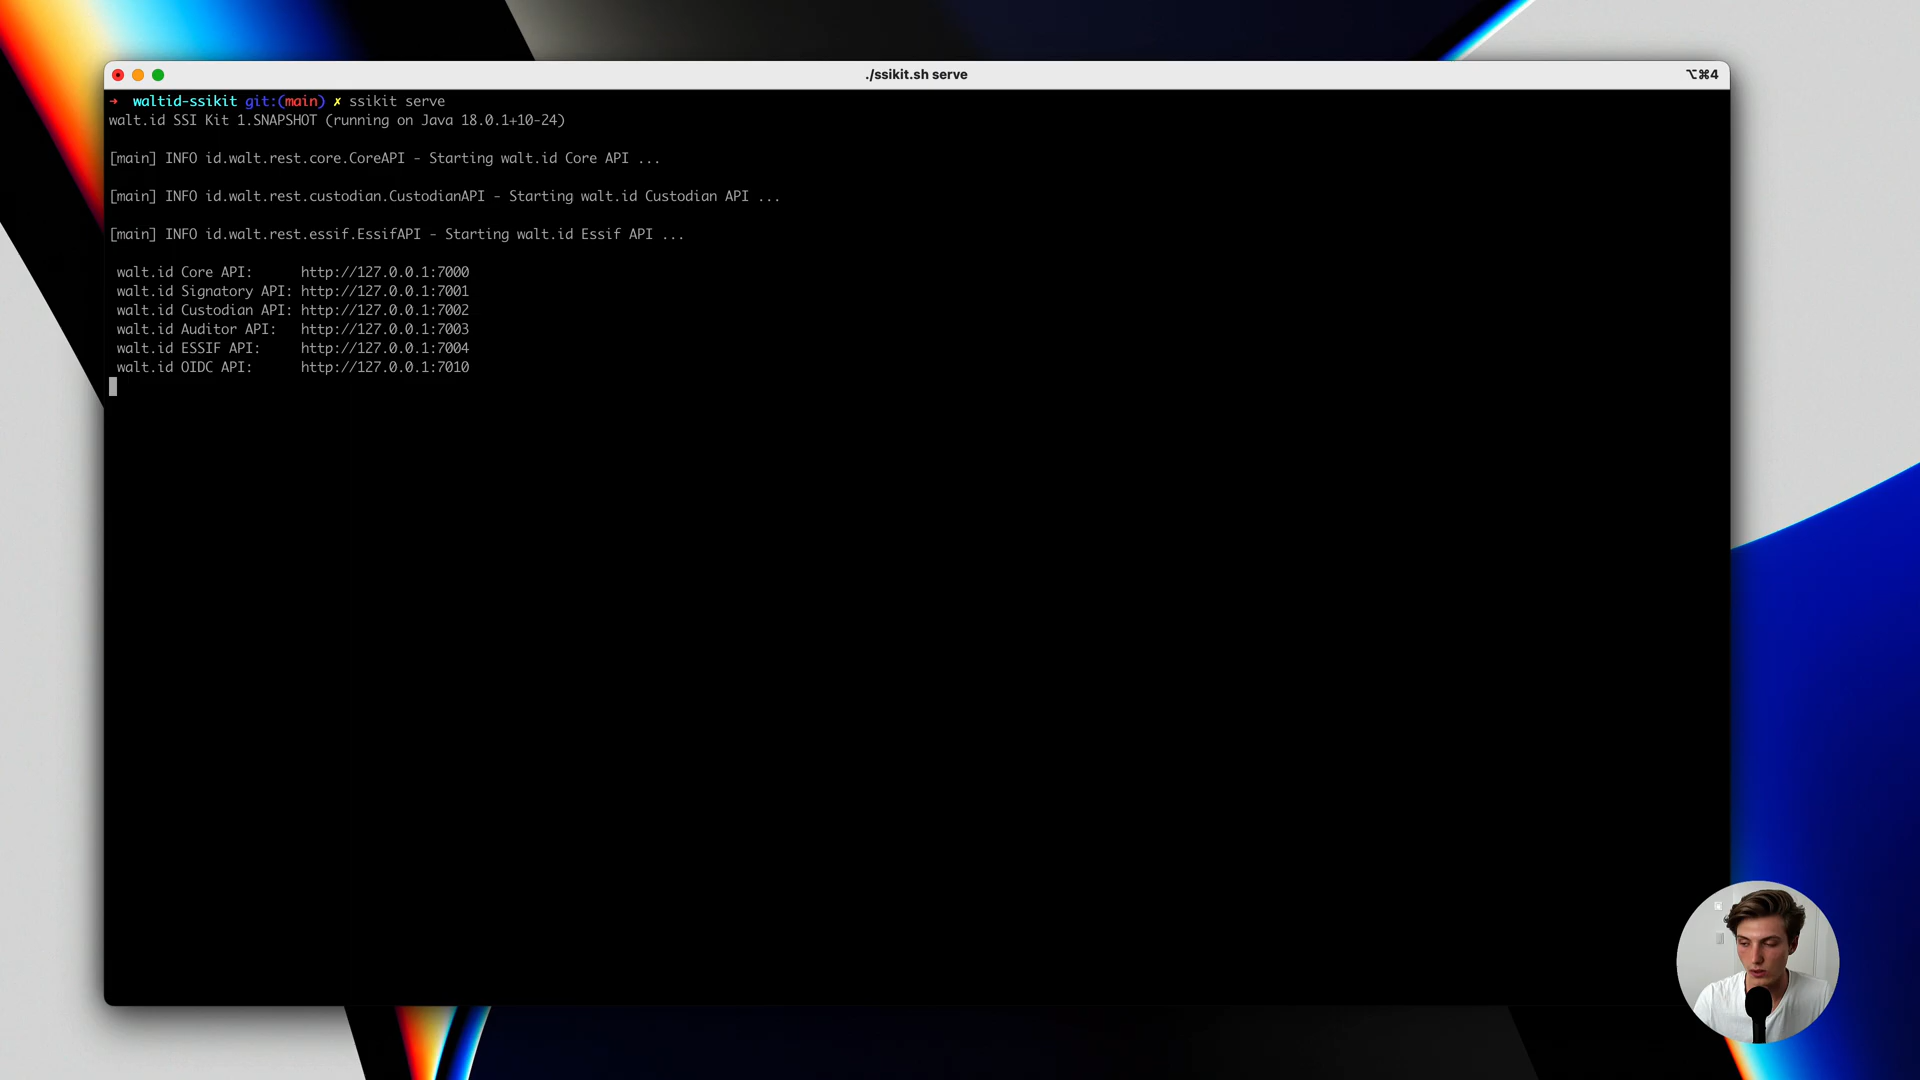 ./ssikit.sh serve
⌥⌘4
➜ waltid-ssikit git:(main) ✗ ssikit serve
walt.id SSI Kit 1.SNAPSHOT (running on Java 18.0.1+10-24)
[main] INFO id.walt.rest.core.CoreAPI - Starting walt.id Core API ...
[main] INFO id.walt.rest.custodian.CustodianAPI - Starting walt.id Custodian API ...
[main] INFO id.walt.rest.essif.EssifAPI - Starting walt.id Essif API ...
walt.id Core API: http://127.0.0.1:7000
walt.id Signatory API: http://127.0.0.1:7001
walt.id Custodian API: http://127.0.0.1:7002
walt.id Auditor API: http://127.0.0.1:7003
walt.id ESSIF API: http://127.0.0.1:7004
walt.id OIDC API: http://127.0.0.1:7010